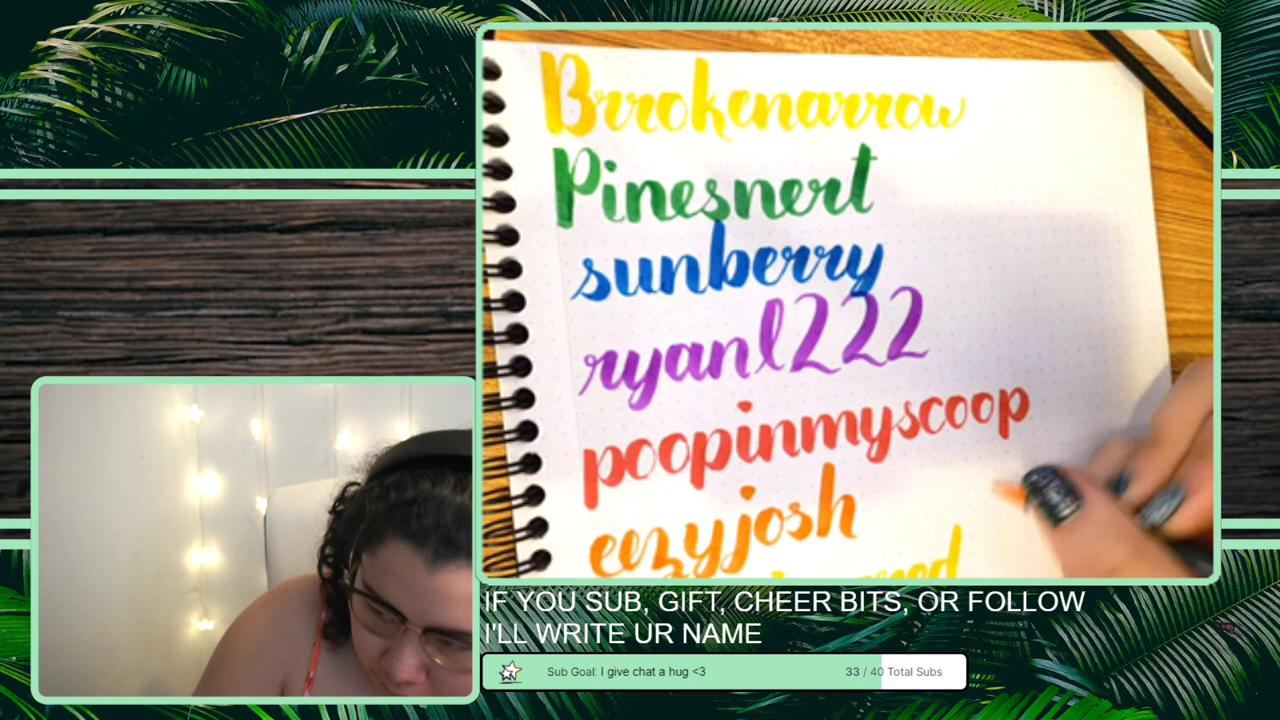 Brrokenarrow
Pinesnert
sunberry
ryanl222
poopinmyscoop
eezyjosh
IF YOU SUB, GIFT, CHEER BITS, OR FOLLOW
I'LL WRITE UR NAME
Sub Goal: I give chat a hug <3
33 / 40 Total Subs